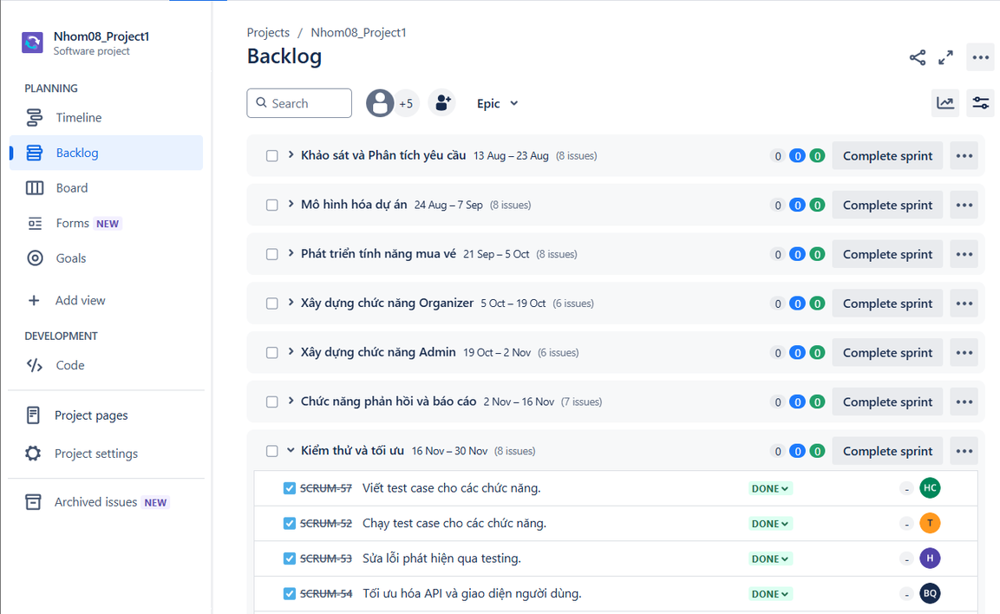 Nhom08_Project1
Software project
PLANNING
Timeline
Backlog
Board
Forms NEW
Goals
Add view
DEVELOPMENT
Code
Project pages
Project settings
Archived issues NEW
Projects / Nhom08_Project1
Backlog
Search +5 Epic
Khảo sát và Phân tích yêu cầu 13 Aug – 23 Aug (8 issues) 0 0 0 Complete sprint
Mô hình hóa dự án 24 Aug – 7 Sep (8 issues) 0 0 0 Complete sprint
Phát triển tính năng mua vé 21 Sep – 5 Oct (8 issues) 0 0 0 Complete sprint
Xây dựng chức năng Organizer 5 Oct – 19 Oct (6 issues) 0 0 0 Complete sprint
Xây dựng chức năng Admin 19 Oct – 2 Nov (6 issues) 0 0 0 Complete sprint
Chức năng phản hồi và báo cáo 2 Nov – 16 Nov (7 issues) 0 0 0 Complete sprint
Kiểm thử và tối ưu 16 Nov – 30 Nov (8 issues) 0 0 0 Complete sprint
SCRUM-57 Viết test case cho các chức năng. DONE - HC
SCRUM-52 Chạy test case cho các chức năng. DONE - T
SCRUM-53 Sửa lỗi phát hiện qua testing. DONE - H
SCRUM-54 Tối ưu hóa API và giao diện người dùng. DONE - BQ